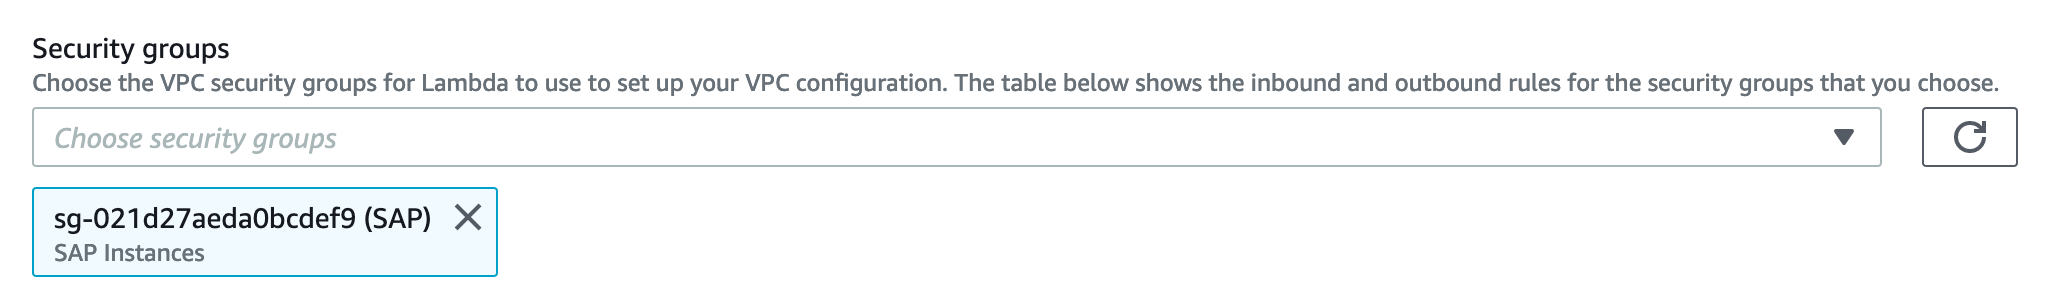 Security groups
Choose the VPC security groups for Lambda to use to set up your VPC configuration. The table below shows the inbound and outbound rules for the security groups that you choose.
Choose security groups
sg-021d27aeda0bcdef9 (SAP)
SAP Instances